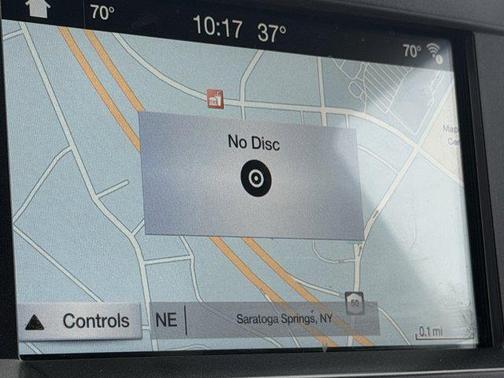 70° 10:17 37° 70°
No Disc
50
Controls NE Saratoga Springs, NY
0.1 mi